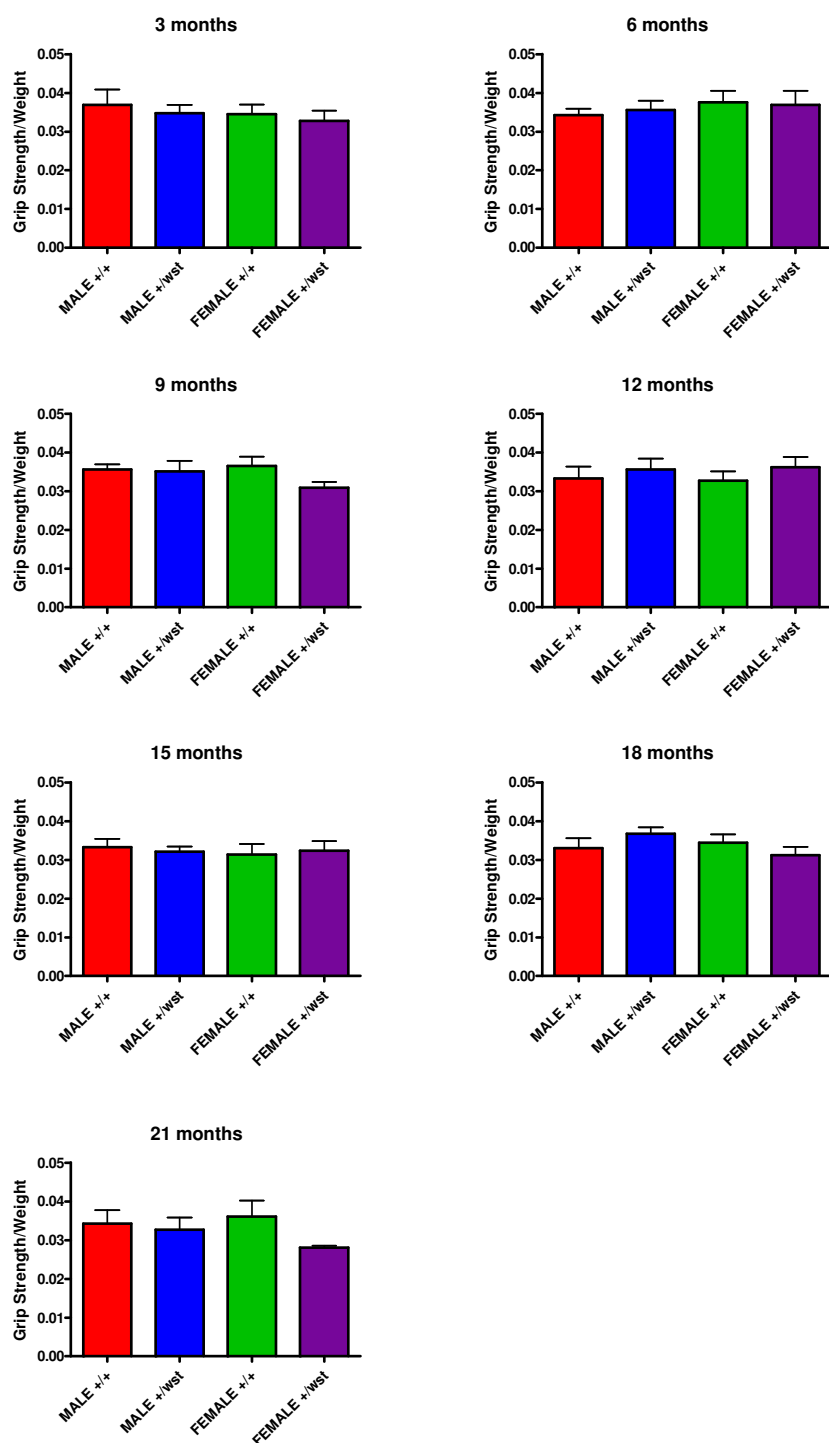 3 months
Grip Strength/Weight
0.05
0.04
0.03
0.02
0.01
0.00
MALE +/+
MALE +/wst
FEMALE +/+
FEMALE +/wst
6 months
Grip Strength/Weight
0.05
0.04
0.03
0.02
0.01
0.00
MALE +/+
MALE +/wst
FEMALE +/+
FEMALE +/wst
9 months
Grip Strength/Weight
0.05
0.04
0.03
0.02
0.01
0.00
MALE +/+
MALE +/wst
FEMALE +/+
FEMALE +/wst
12 months
Grip Strength/Weight
0.05
0.04
0.03
0.02
0.01
0.00
MALE +/+
MALE +/wst
FEMALE +/+
FEMALE +/wst
15 months
Grip Strength/Weight
0.05
0.04
0.03
0.02
0.01
0.00
MALE +/+
MALE +/wst
FEMALE +/+
FEMALE +/wst
18 months
Grip Strength/Weight
0.05
0.04
0.03
0.02
0.01
0.00
MALE +/+
MALE +/wst
FEMALE +/+
FEMALE +/wst
21 months
Grip Strength/Weight
0.05
0.04
0.03
0.02
0.01
0.00
MALE +/+
MALE +/wst
FEMALE +/+
FEMALE +/wst